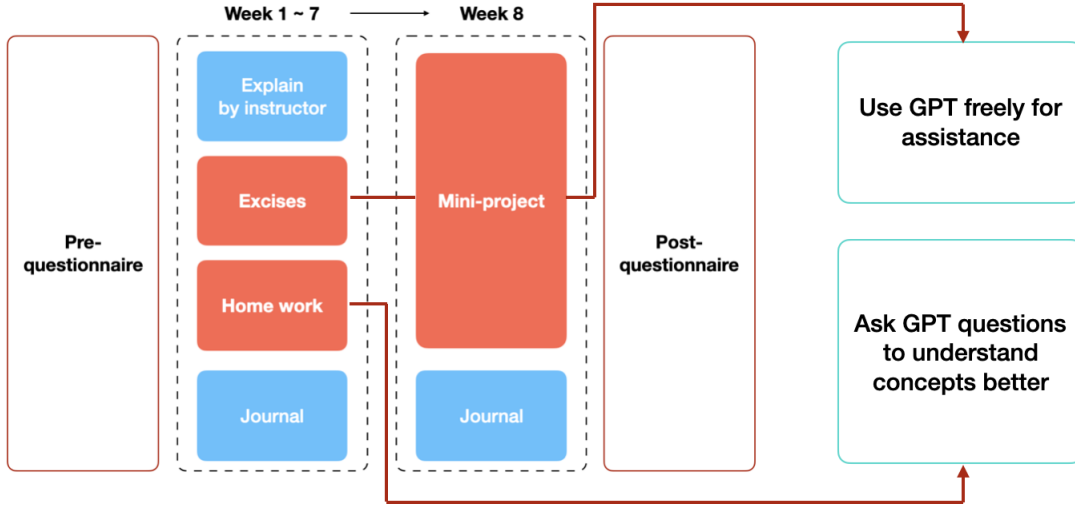 Week 1 ~ 7
Week 8
Pre-
questionnaire
Explain
by instructor
Excises
Home work
Journal
Mini-project
Journal
Post-
questionnaire
Use GPT freely for
assistance
Ask GPT questions
to understand
concepts better